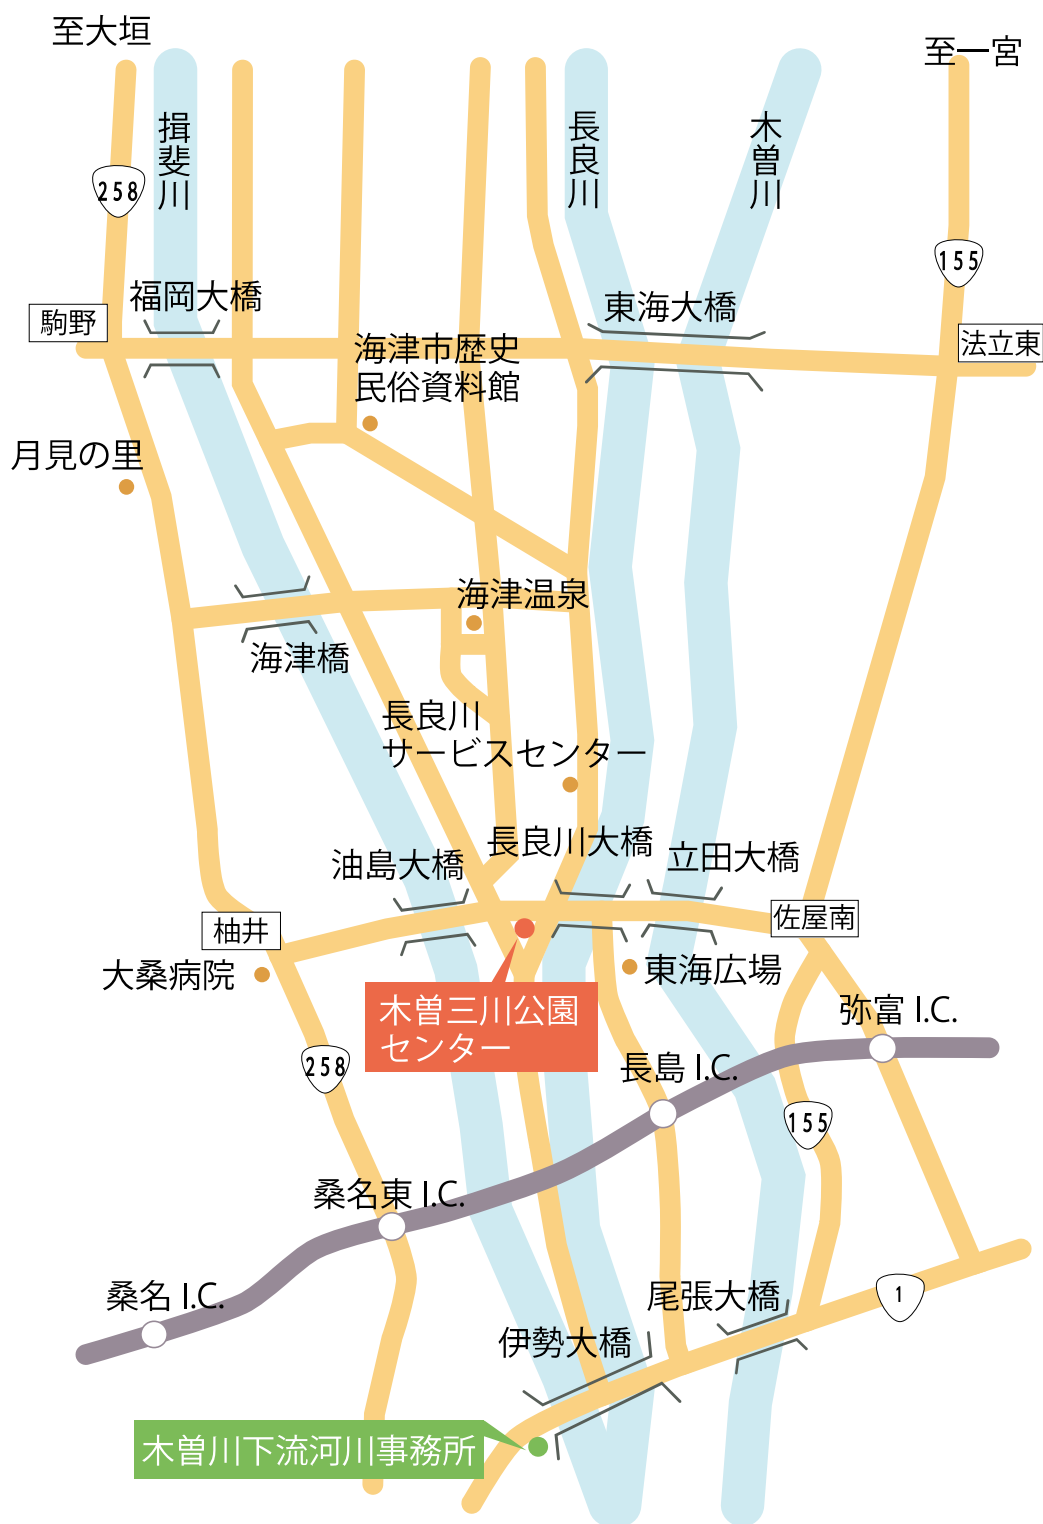 至大垣
至一宮
揖斐川
長良川
木曽川
258
155
福岡大橋
東海大橋
駒野
法立東
海津市歴史
民俗資料館
月見の里
海津温泉
海津橋
長良川
サービスセンター
長良川大橋
立田大橋
油島大橋
佐屋南
柚井
大桑病院
東海広場
木曽三川公園
センター
弥富 I.C.
長島 I.C.
258
155
桑名東 I.C.
桑名 I.C.
尾張大橋
1
伊勢大橋
木曽川下流河川事務所